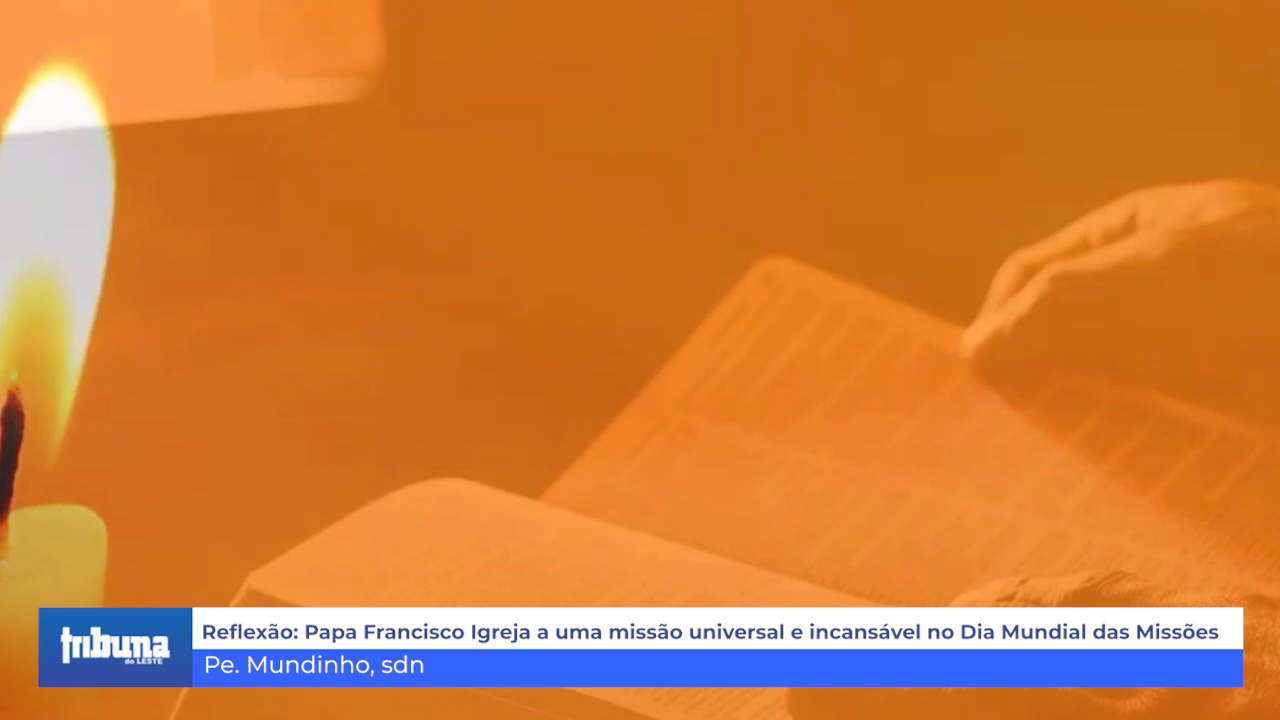 tribuna
do LESTE
Reflexão: Papa Francisco Igreja a uma missão universal e incansável no Dia Mundial das Missões
Pe. Mundinho, sdn